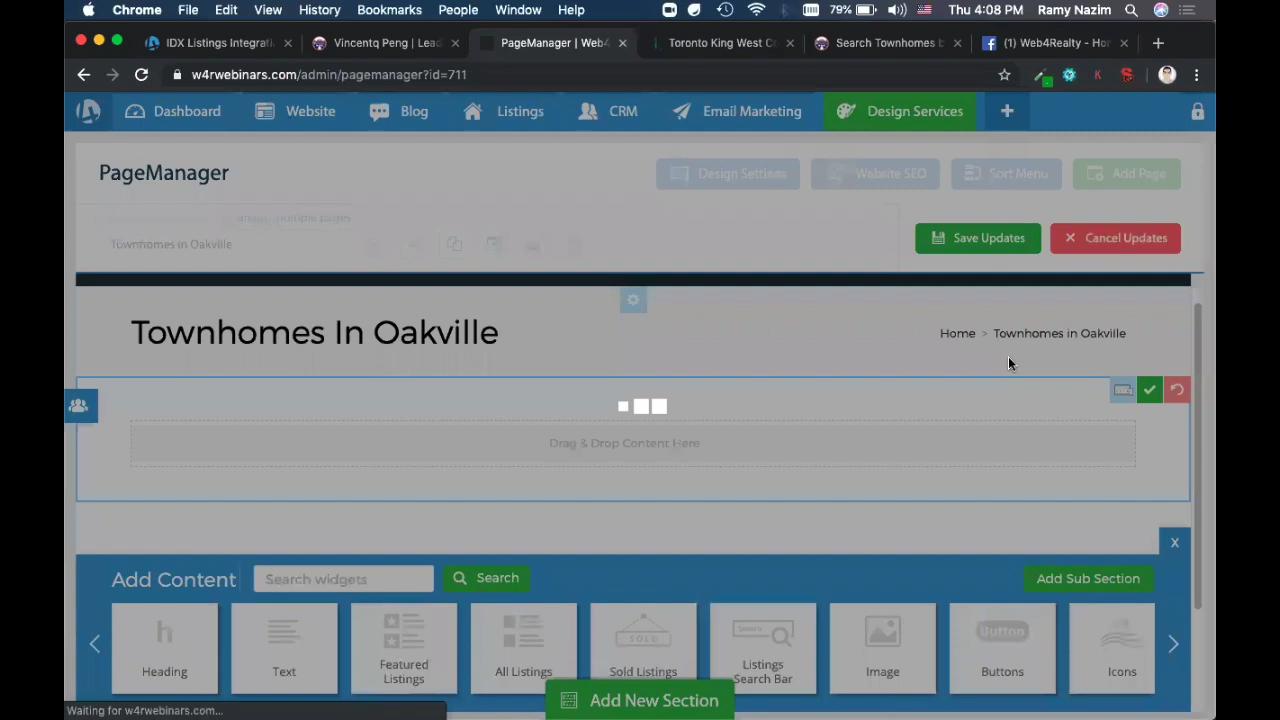 Chrome File Edit View History Bookmarks People Window Help 79% Thu 4:08 PM Ramy Nazim
IDX Listings Integrati Vincentq Peng | Lead PageManager | Web4 Toronto King West C Search Townhomes b (1) Web4Realty - Hor
w4rwebinars.com/admin/pagemanager?id=711
Dashboard Website Blog Listings CRM Email Marketing Design Services
PageManager Design Settings Website SEO Sort Menu Add Page
multiple pages
Townhomes in Oakville Save Updates Cancel Updates
Townhomes In Oakville Home > Townhomes in Oakville
Drag & Drop Content Here
X
Add Content Search widgets Search Add Sub Section
h Search Button
SOLD
Heading Text Featured Listings All Listings Sold Listings Listings Search Bar Image Buttons Icons
Add New Section
Waiting for w4rwebinars.com...